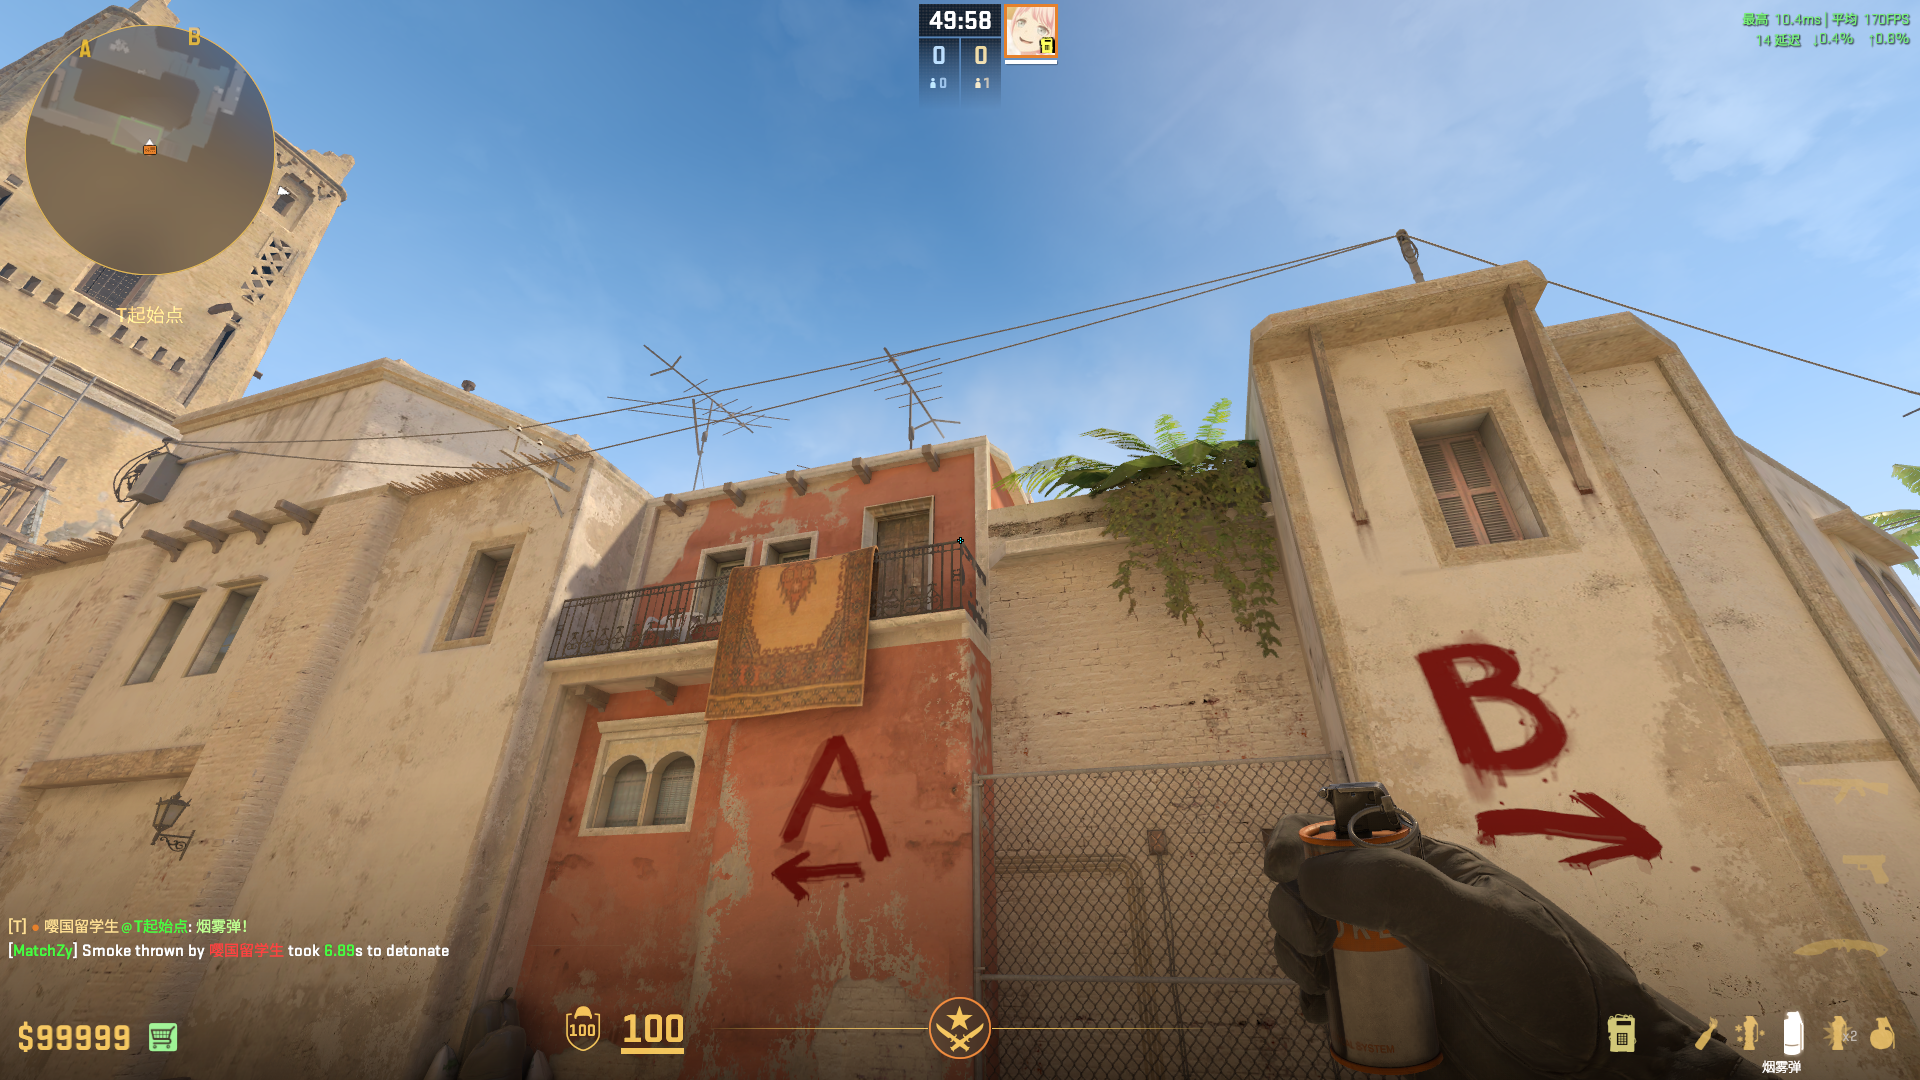 A
B
49:58
0
0
0
1
最高 10.4ms | 平均 170FPS
14 延迟 ↓0.4% ↑0.8%
T起始点
B
A
[T] ● 嘤国留学生@T起始点: 烟雾弹!
[MatchZy] Smoke thrown by 嘤国留学生 took 6.89s to detonate
$99999
100
100
x2
烟雾弹